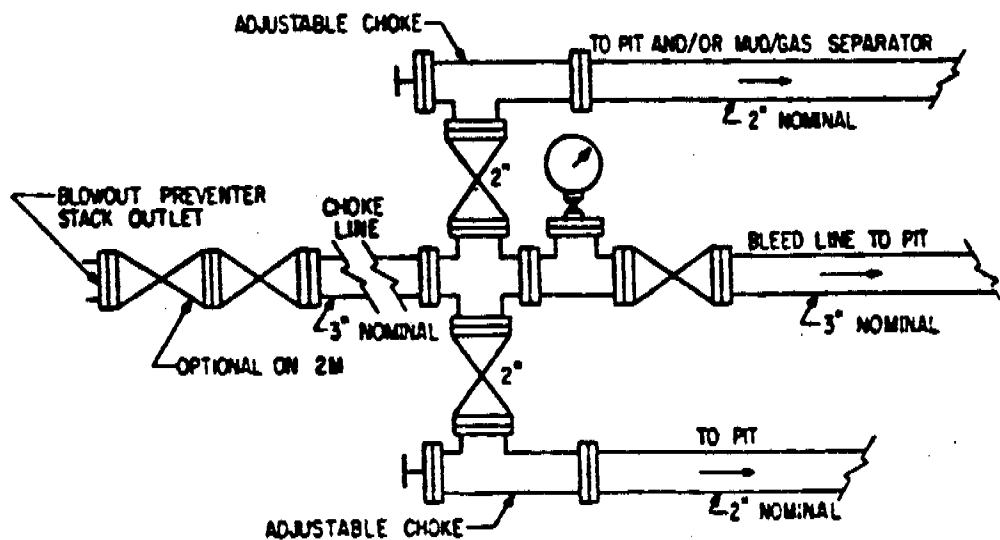 ADJUSTABLE CHOKE
TO PIT AND/OR MUD/GAS SEPARATOR
2" NOMINAL
2"
BLOWOUT PREVENTER
STACK OUTLET
CHOKE
LINE
BLEED LINE TO PIT
3" NOMINAL
3" NOMINAL
OPTIONAL ON 2M
2"
TO PIT
2" NOMINAL
ADJUSTABLE CHOKE